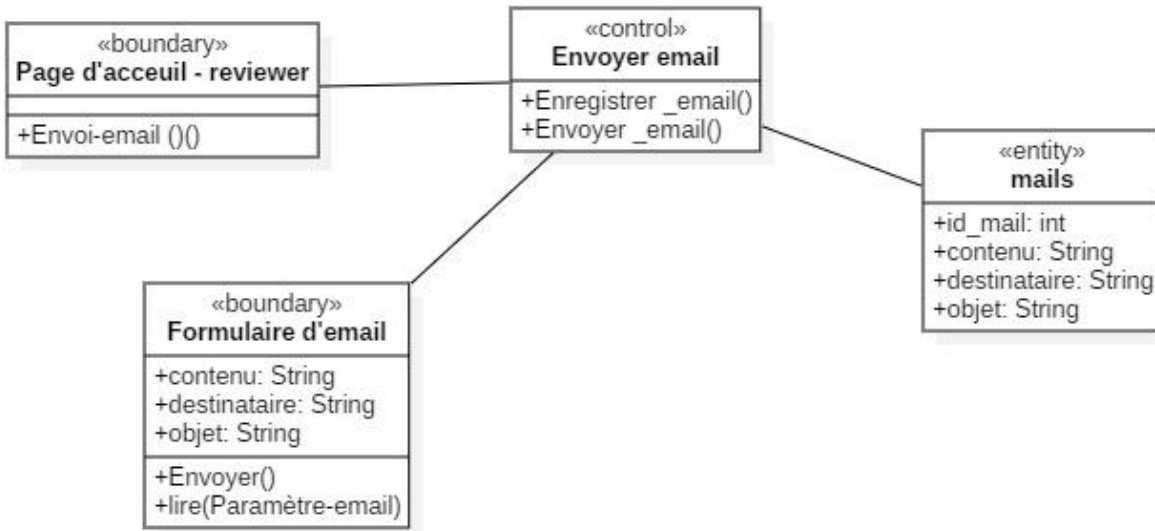 «boundary»
Page d'acceuil - reviewer
+Envoi-email ()()
«control»
Envoyer email
+Enregistrer _email()
+Envoyer _email()
«entity»
mails
+id_mail: int
+contenu: String
+destinataire: String
+objet: String
«boundary»
Formulaire d'email
+contenu: String
+destinataire: String
+objet: String
+Envoyer()
+lire(Paramètre-email)